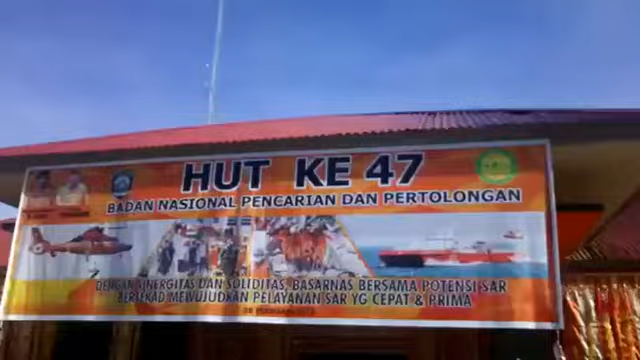 HUT KE 47
BADAN NASIONAL PENCARIAN DAN PERTOLONGAN
DENGAN SINERGITAS DAN SOLIDITAS, BASARNAS BERSAMA POTENSI SAR
BERTEKAD MEWUJUDKAN PELAYANAN SAR YG CEPAT & PRIMA